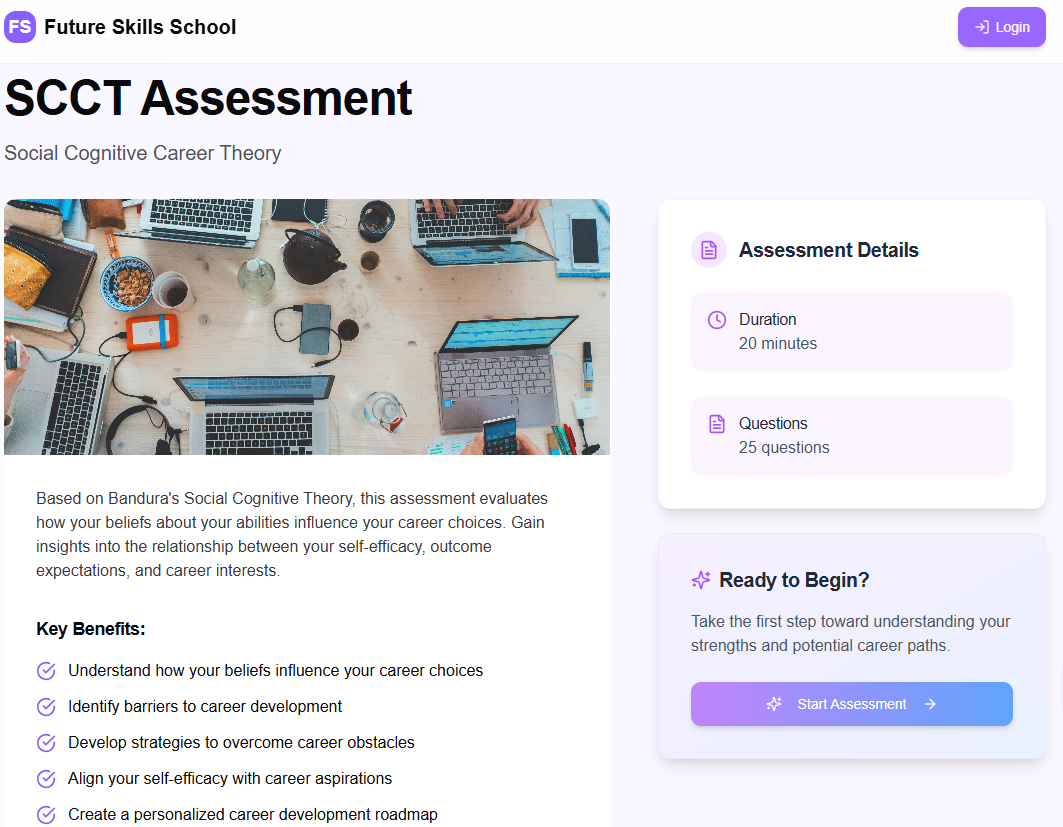 FS Future Skills School
Login
SCCT Assessment
Social Cognitive Career Theory
Based on Bandura's Social Cognitive Theory, this assessment evaluates
how your beliefs about your abilities influence your career choices. Gain
insights into the relationship between your self-efficacy, outcome
expectations, and career interests.
Key Benefits:
Understand how your beliefs influence your career choices
Identify barriers to career development
Develop strategies to overcome career obstacles
Align your self-efficacy with career aspirations
Create a personalized career development roadmap
Assessment Details
Duration
20 minutes
Questions
25 questions
Ready to Begin?
Take the first step toward understanding your
strengths and potential career paths.
Start Assessment